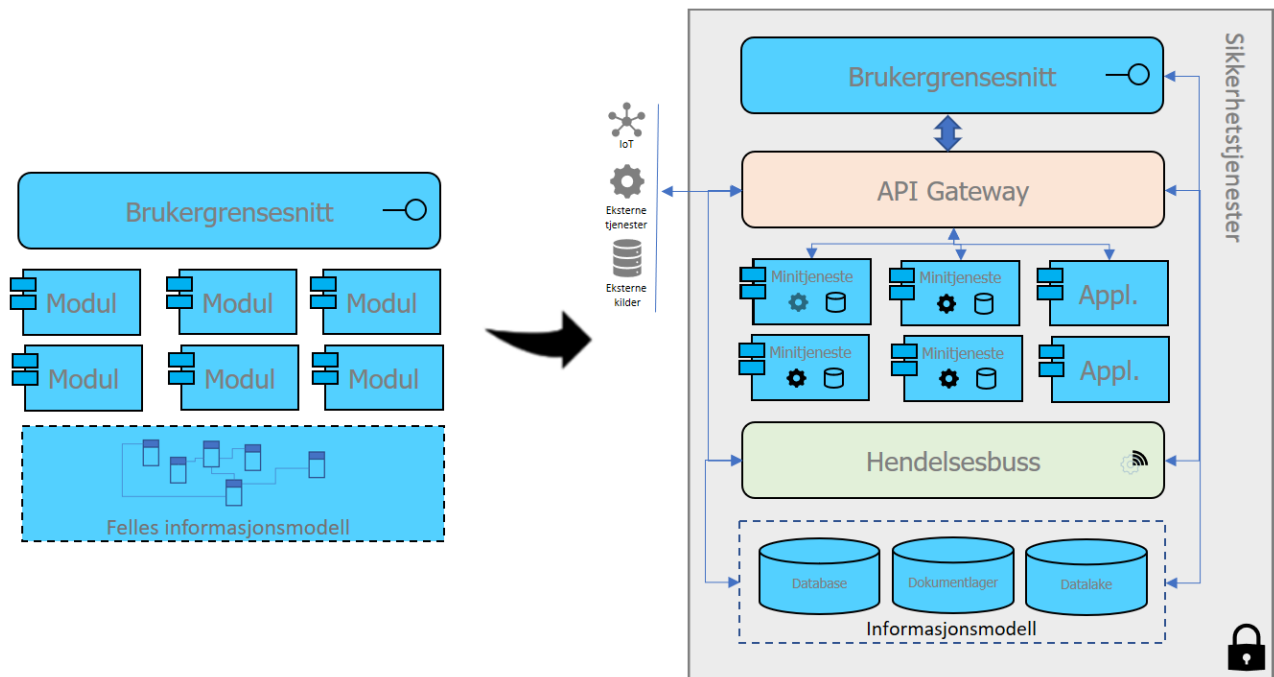 Brukergrensesnitt
Modul
Modul
Modul
Modul
Modul
Modul
Felles informasjonsmodell
IoT
Eksterne
tjenester
Eksterne
kilder
Sikkerhetstjenester
Brukergrensesnitt
API Gateway
Minitjeneste
Minitjeneste
Appl.
Minitjeneste
Minitjeneste
Appl.
Hendelsesbuss
Database
Dokumentlager
Datalake
Informasjonsmodell